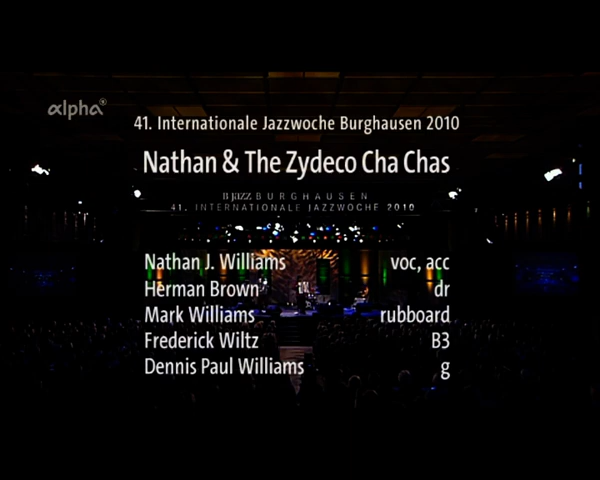 alpha
41. Internationale Jazzwoche Burghausen 2010
Nathan & The Zydeco Cha Chas
B'JAZZ BURGHAUSEN
41. INTERNATIONALE JAZZWOCHE 2010
Nathan J. Williams voc, acc
Herman Brown dr
Mark Williams rubboard
Frederick Wiltz B3
Dennis Paul Williams g